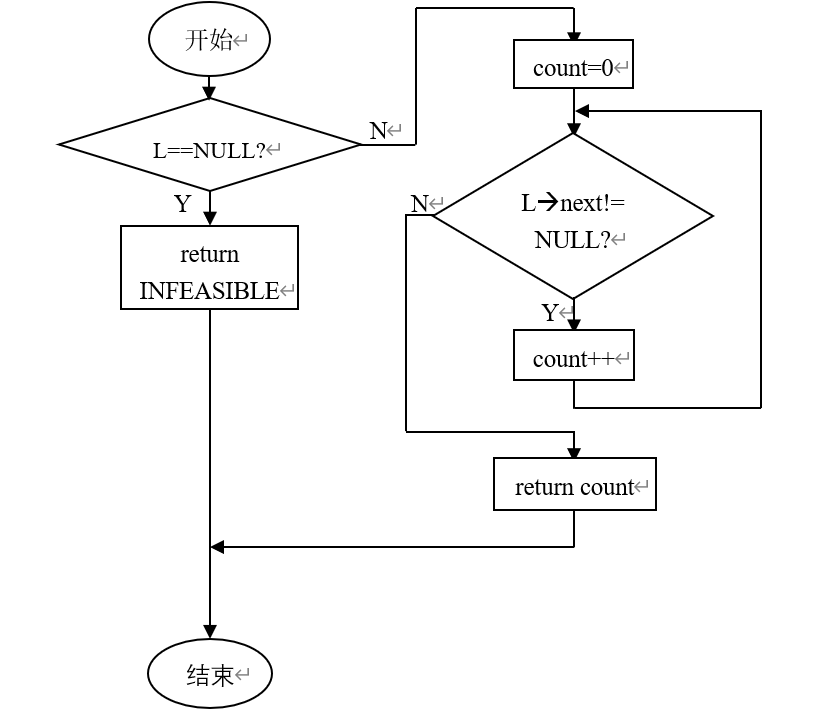 开始↵
L==NULL?↵
N↵
Y
return
INFEASIBLE↵
count=0↵
L→next!=
NULL?↵
N↵
Y↵
count++↵
return count↵
结束↵